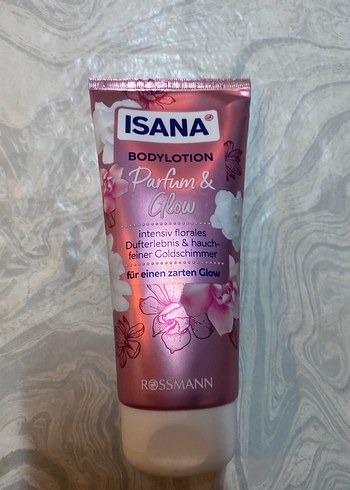 ISANA
BODYLOTION
Parfum &
Glow
intensiv florales
Dufterlebnis & hauch-
feiner Goldschimmer
für einen zarten Glow
ROSSMANN